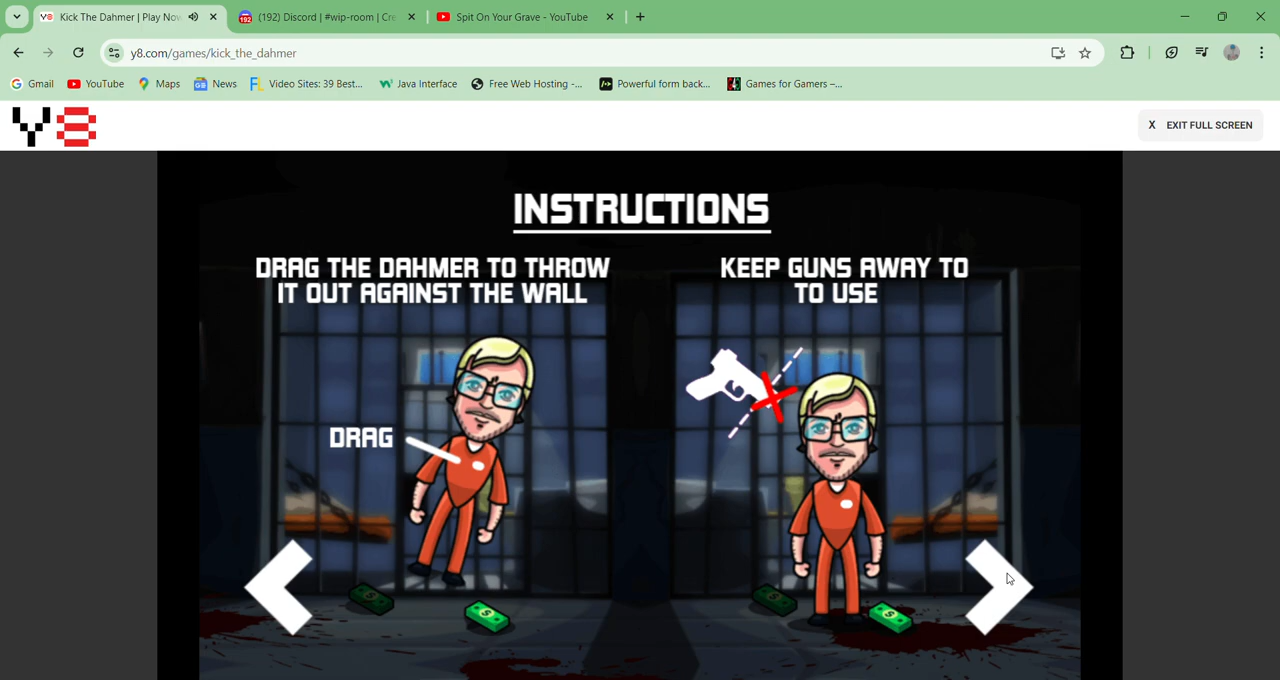 Kick The Dahmer | Play Now
(192) Discord | #wip-room | Cre
Spit On Your Grave - YouTube
y8.com/games/kick_the_dahmer
Gmail
YouTube
Maps
News
Video Sites: 39 Best...
Java Interface
Free Web Hosting -...
Powerful form back...
Games for Gamers –...
Y8
X EXIT FULL SCREEN
INSTRUCTIONS
DRAG THE DAHMER TO THROW
IT OUT AGAINST THE WALL
KEEP GUNS AWAY TO
TO USE
DRAG